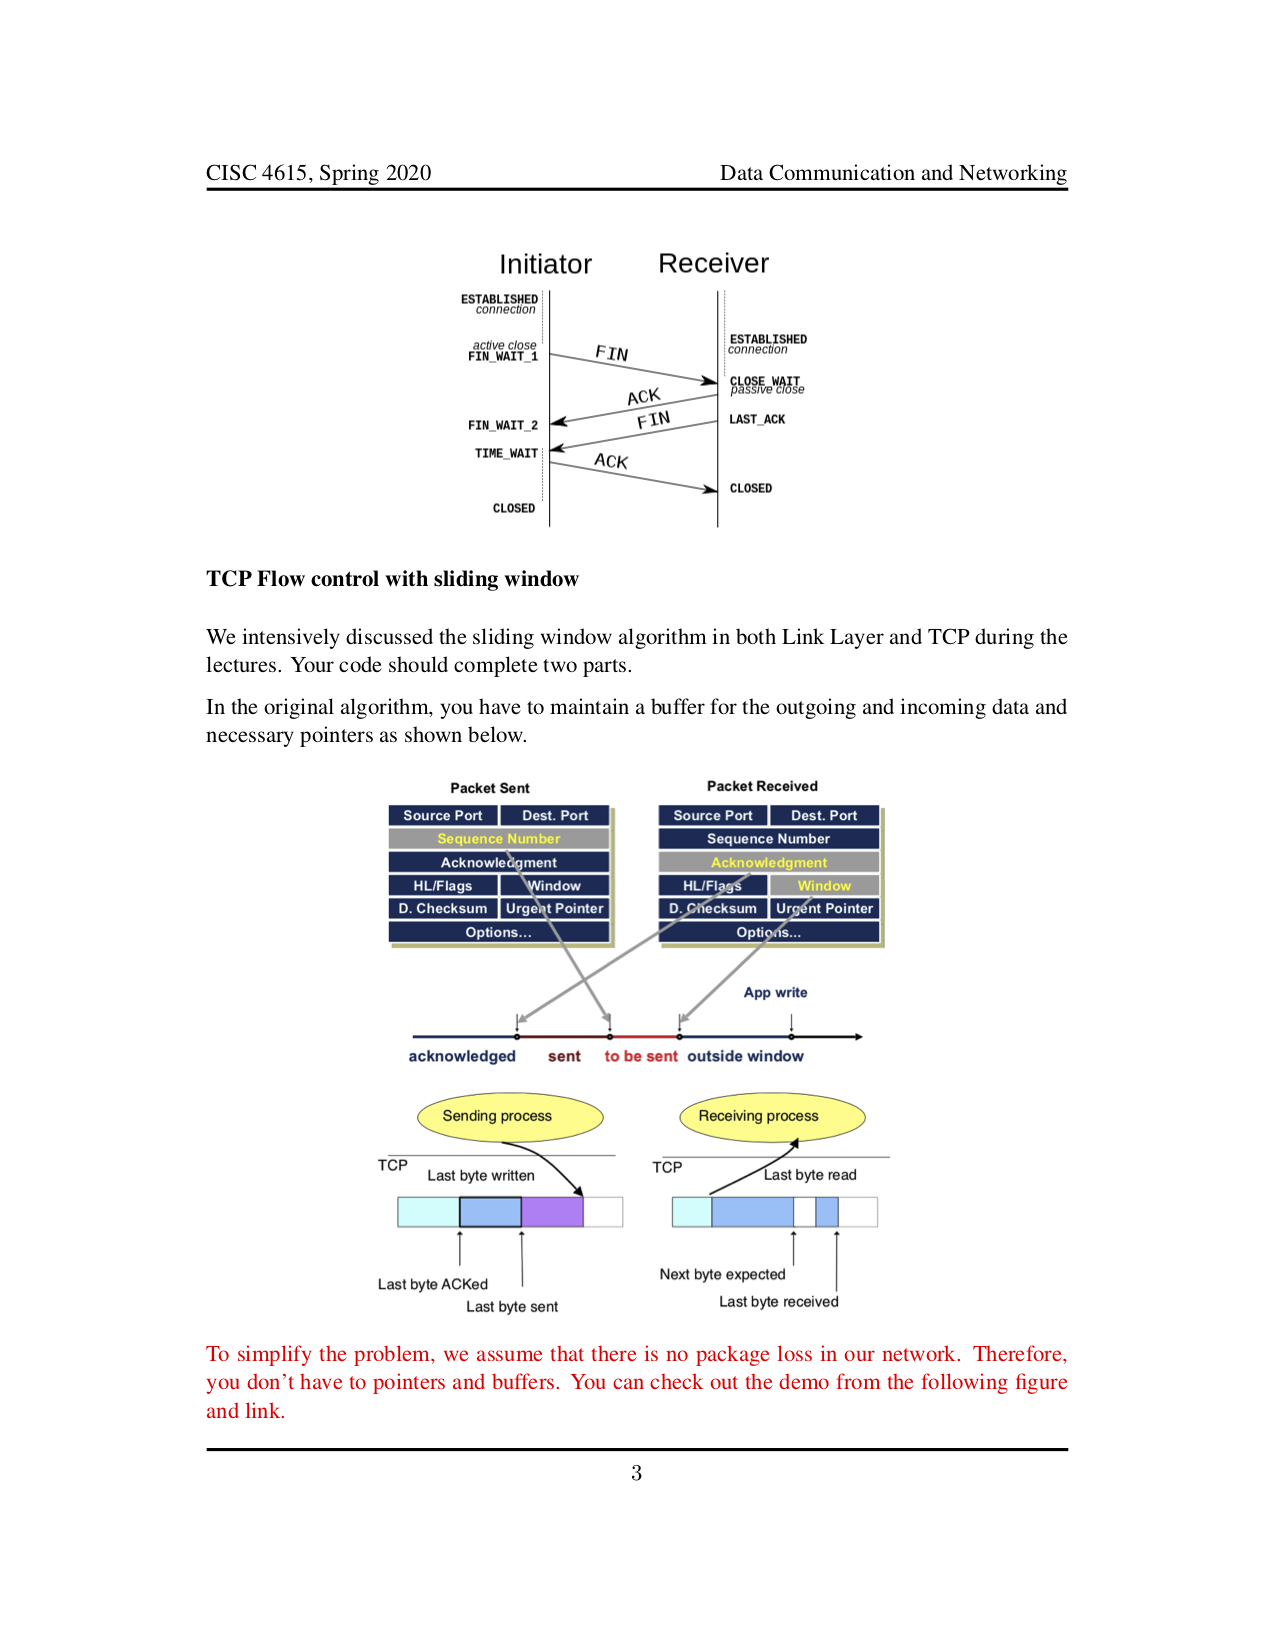 CISC 4615, Spring 2020 Data Communication and Networking
Initiator Receiver
ESTABLISHED
connection
ESTABLISHED
connection
active close
FIN_WAIT_1
FIN
CLOSE_WAIT
passive close
ACK
FIN_WAIT_2
FIN
LAST_ACK
TIME_WAIT
ACK
CLOSED
CLOSED
TCP Flow control with sliding window
We intensively discussed the sliding window algorithm in both Link Layer and TCP during the
lectures. Your code should complete two parts.
In the original algorithm, you have to maintain a buffer for the outgoing and incoming data and
necessary pointers as shown below.
Packet Sent Packet Received
Source Port Dest. Port Source Port Dest. Port
Sequence Number Sequence Number
Acknowledgment Acknowledgment
HL/Flags Window HL/Flags Window
D. Checksum Urgent Pointer D. Checksum Urgent Pointer
Options... Options...
App write
acknowledged sent to be sent outside window
Sending process Receiving process
TCP TCP
Last byte written Last byte read
Last byte ACKed Next byte expected
Last byte sent Last byte received
To simplify the problem, we assume that there is no package loss in our network. Therefore,
you don't have to pointers and buffers. You can check out the demo from the following figure
and link.
3